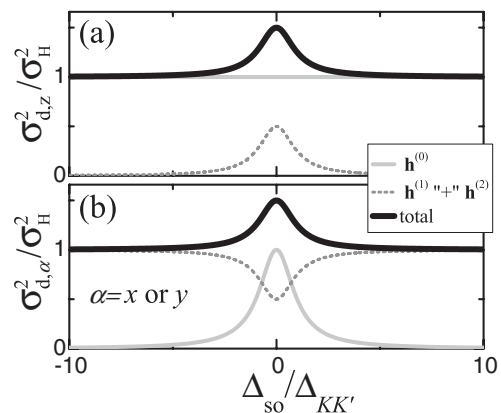 (a)
σ²d,z/σ²H
1
0
h(0)
h(1) "+" h(2)
total
(b)
σ²d,α/σ²H
1
α=x or y
0
-10 0 10
Δso/ΔKK'